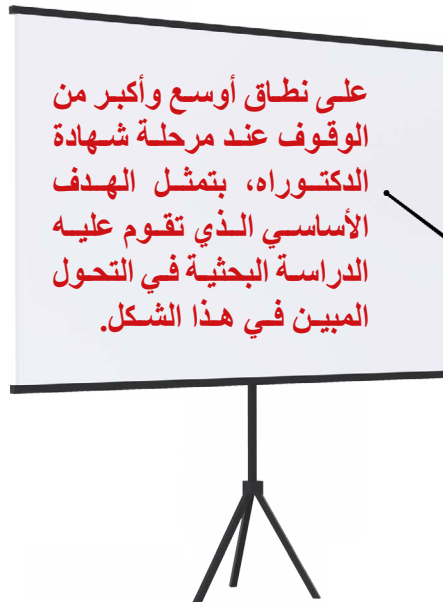 على نطاق أوسع وأكبر من
الوقوف عند مرحلة شهادة
الدكتوراه، بتمثل الهدف
الأساسي الذي تقوم عليه
الدراسة البحثية في التحول
المبين في هذا الشكل.